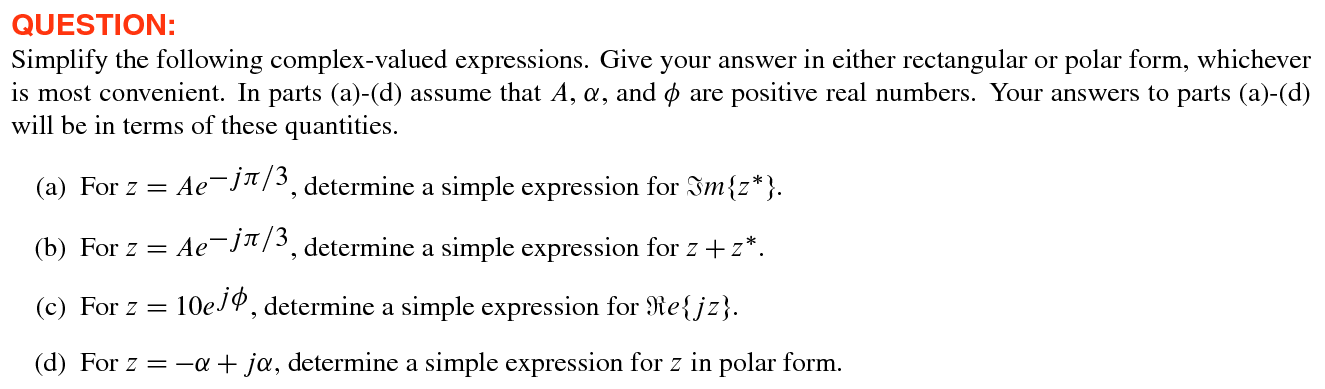 QUESTION:
Simplify the following complex-valued expressions. Give your answer in either rectangular or polar form, whichever
is most convenient. In parts (a)-(d) assume that A, α, and ϕ are positive real numbers. Your answers to parts (a)-(d)
will be in terms of these quantities.
(a) For z = Ae^{−jπ/3}, determine a simple expression for ℑm{z*}.
(b) For z = Ae^{−jπ/3}, determine a simple expression for z + z*.
(c) For z = 10e^{jϕ}, determine a simple expression for ℜe{jz}.
(d) For z = −α + jα, determine a simple expression for z in polar form.